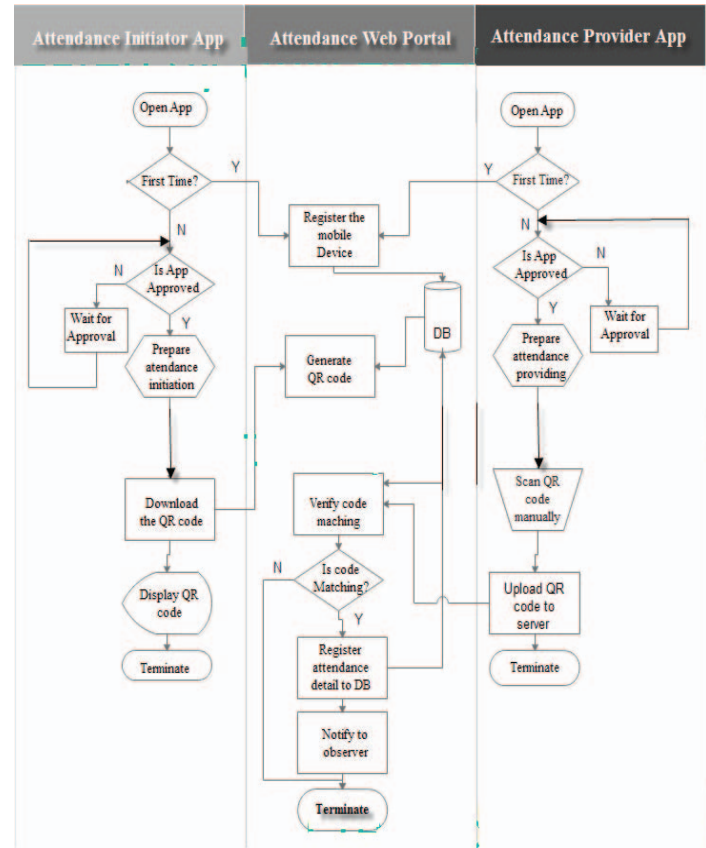 Attendance Initiator App
Attendance Web Portal
Attendance Provider App
Open App
First Time?
Y
N
Is App
Approved
N
Y
Wait for
Approval
Prepare
atendance
initiation
Download
the QR code
Display QR
code
Terminate
Register the
mobile
Device
DB
Generate
QR code
Verify code
maching
Is code
Matching?
N
Y
Register
attendance
detail to DB
Notify to
observer
Terminate
Open App
First Time?
Y
N
Is App
Approved
N
Y
Wait for
Approval
Prepare
attendance
providing
Scan QR
code
manually
Upload QR
code to
server
Terminate